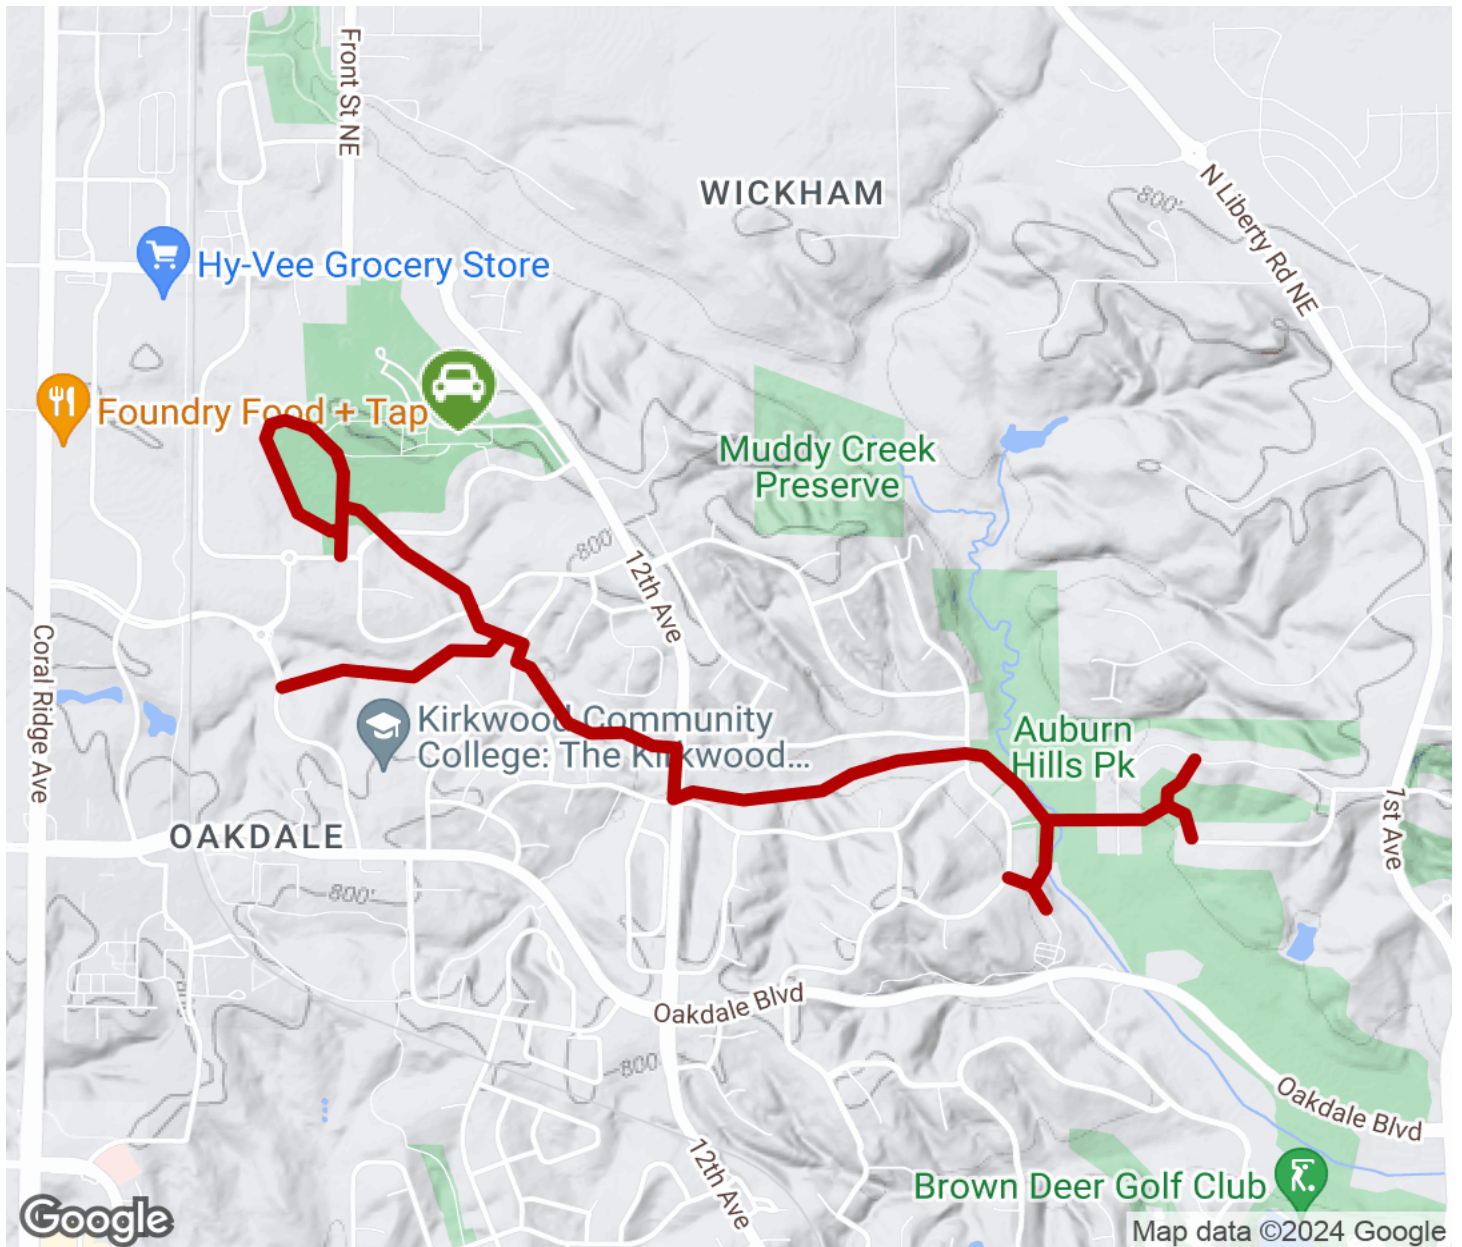 Front St NE
WICKHAM
800'
N Liberty Rd NE
Hy-Vee Grocery Store
Foundry Food + Tap
Muddy Creek
Preserve
800'
12th Ave
Coral Ridge Ave
Kirkwood Community
College: The Kirkwood...
Auburn
Hills Pk
1st Ave
OAKDALE
800'
Oakdale Blvd
800'
Oakdale Blvd
12th Ave
Brown Deer Golf Club
Google
Map data ©2024 Google